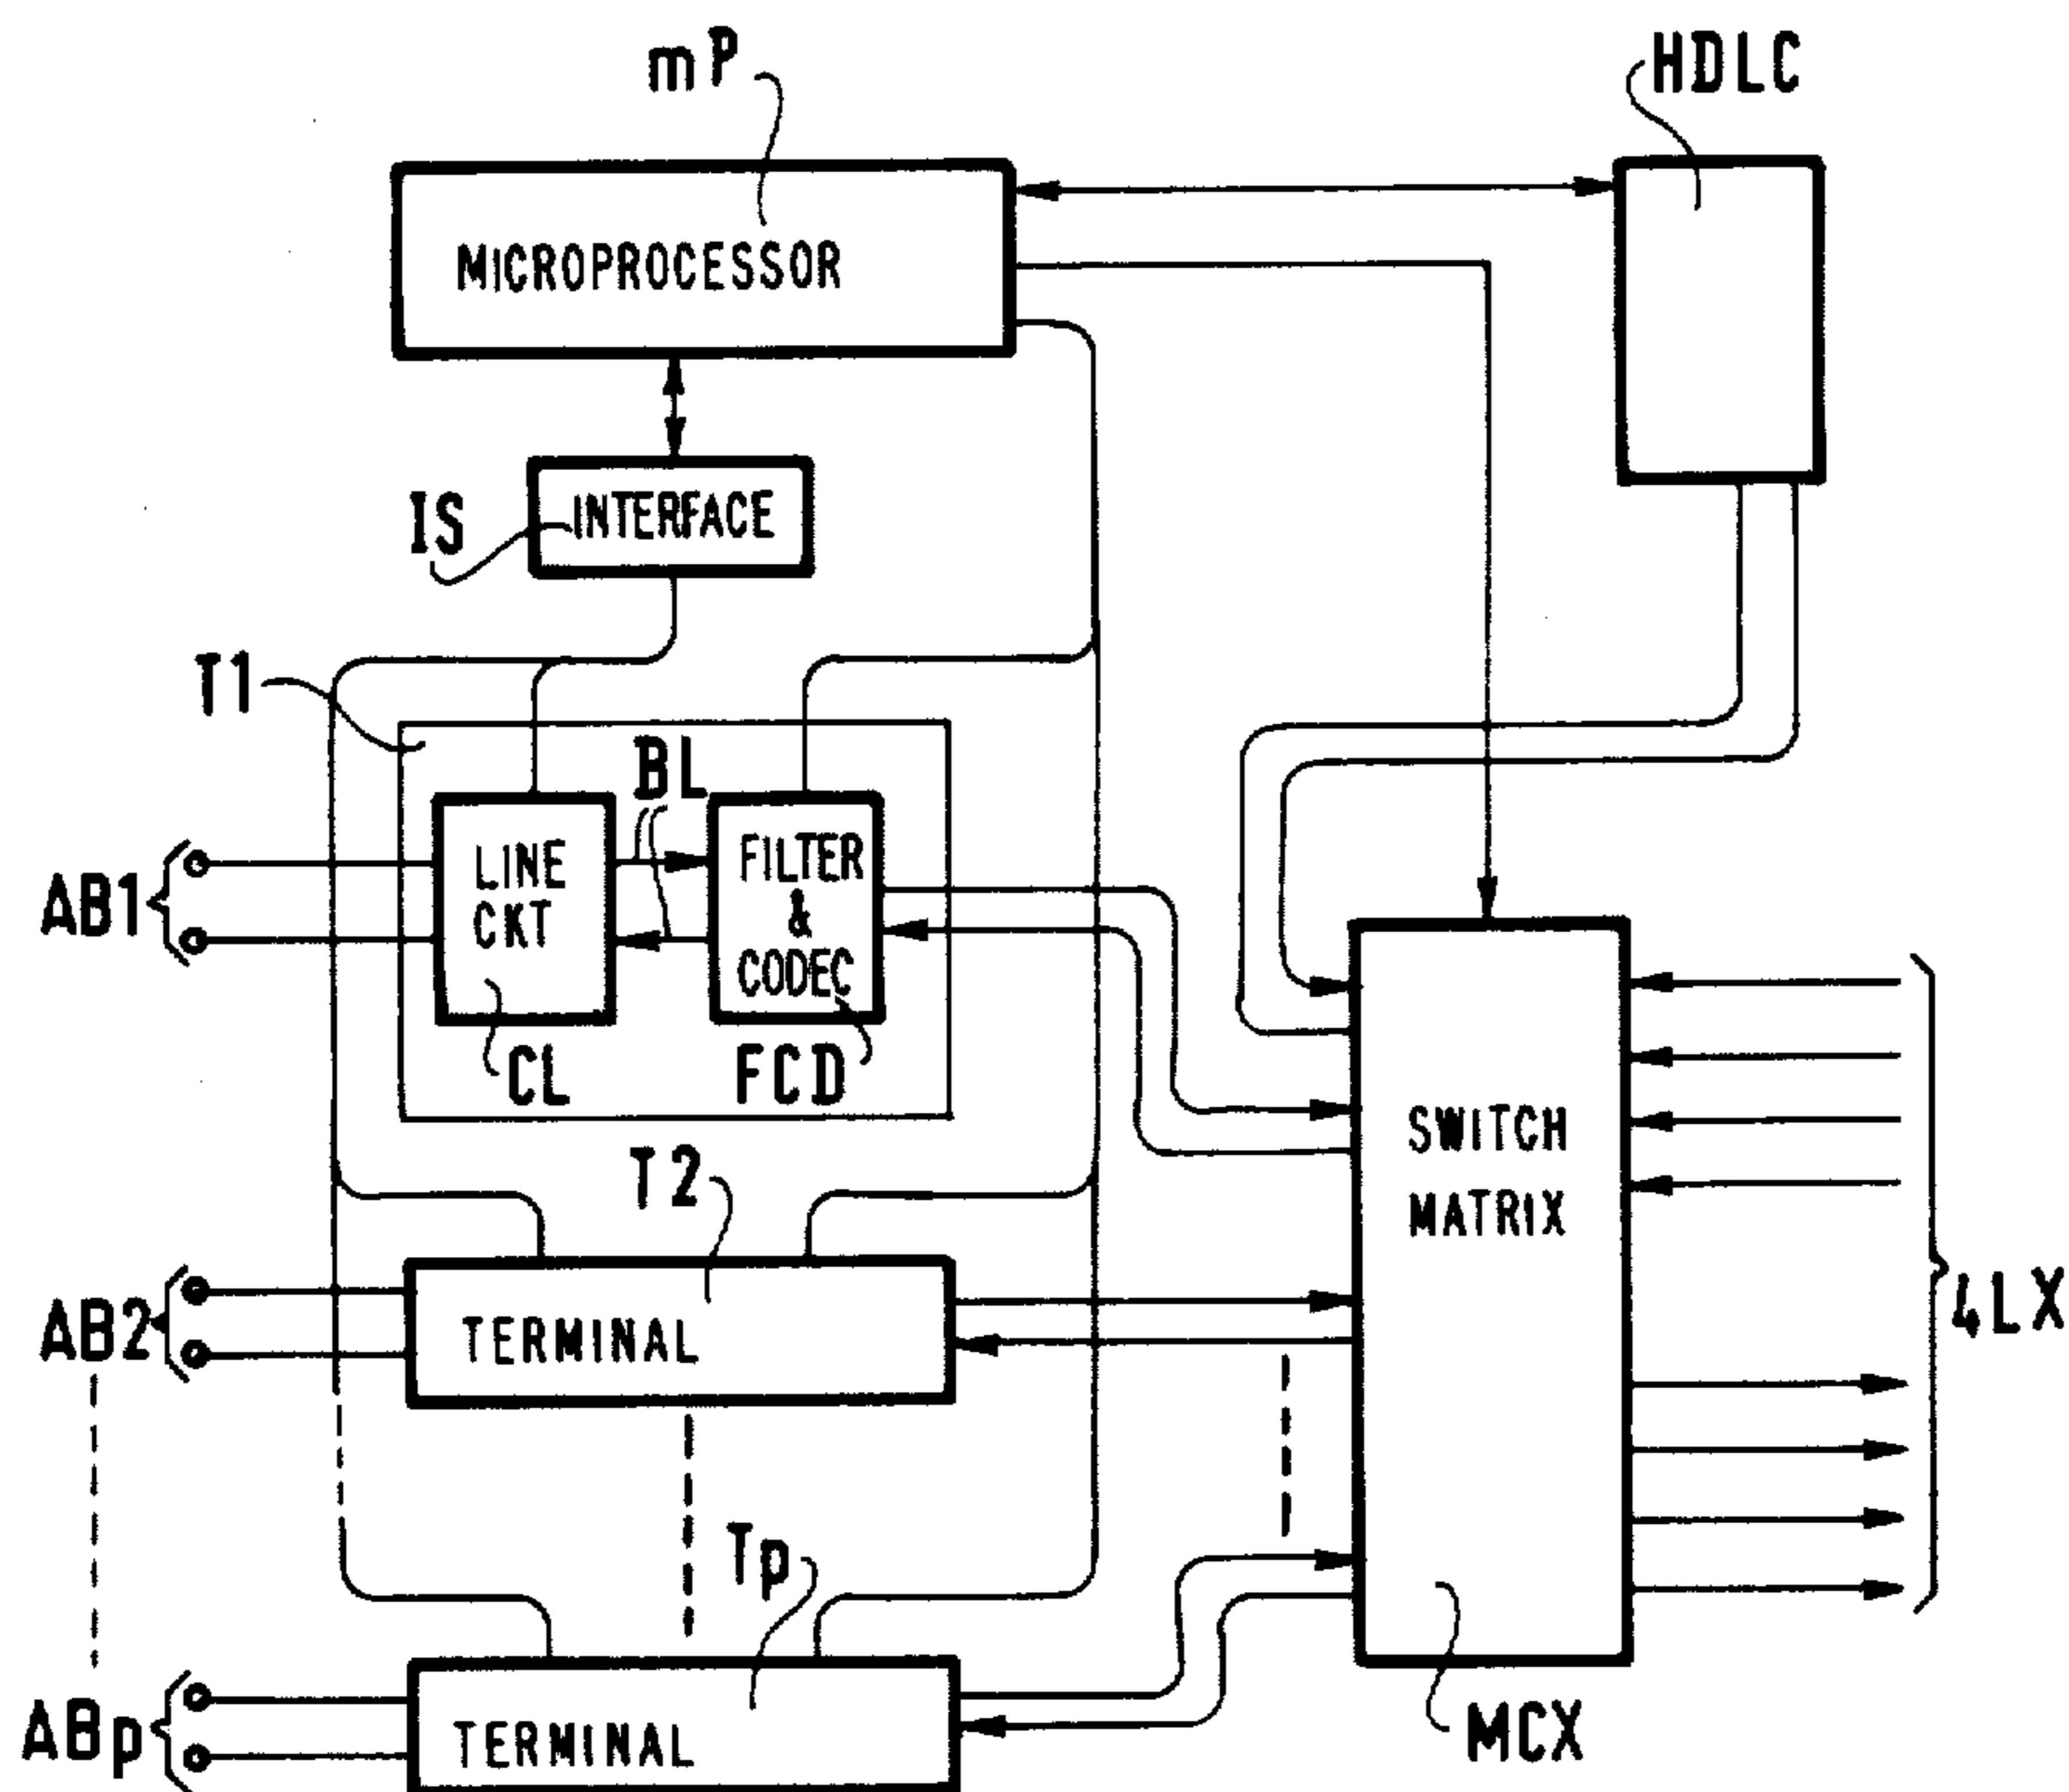 mP
HDLC
MICROPROCESSOR
IS
INTERFACE
T1
BL
LINE
CKT
FILTER
&
CODEC
AB1
CL
FCD
SWITCH
MATRIX
T2
4LX
AB2
TERMINAL
Tp
ABp
TERMINAL
MCX